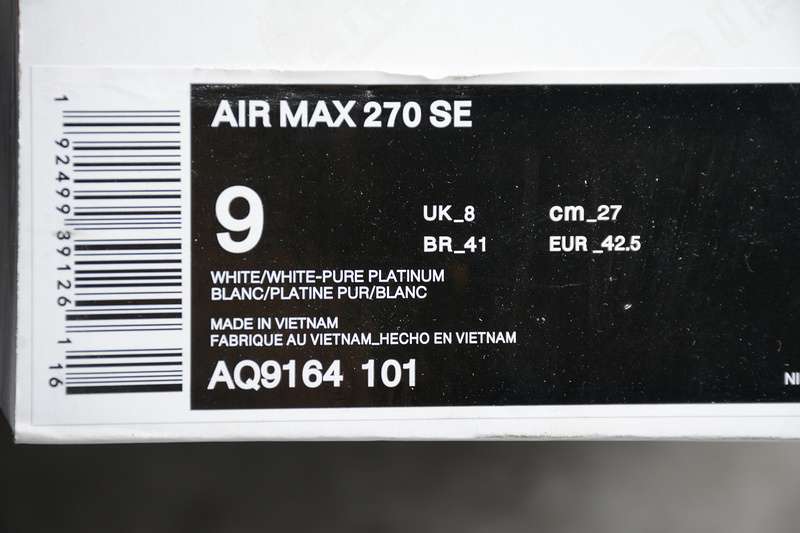 AIR MAX 270 SE
9
UK_8 cm_27
BR_41 EUR_42.5
WHITE/WHITE-PURE PLATINUM
BLANC/PLATINE PUR/BLANC
MADE IN VIETNAM
FABRIQUE AU VIETNAM_HECHO EN VIETNAM
AQ9164 101
NI
1 92499 39126 1 16